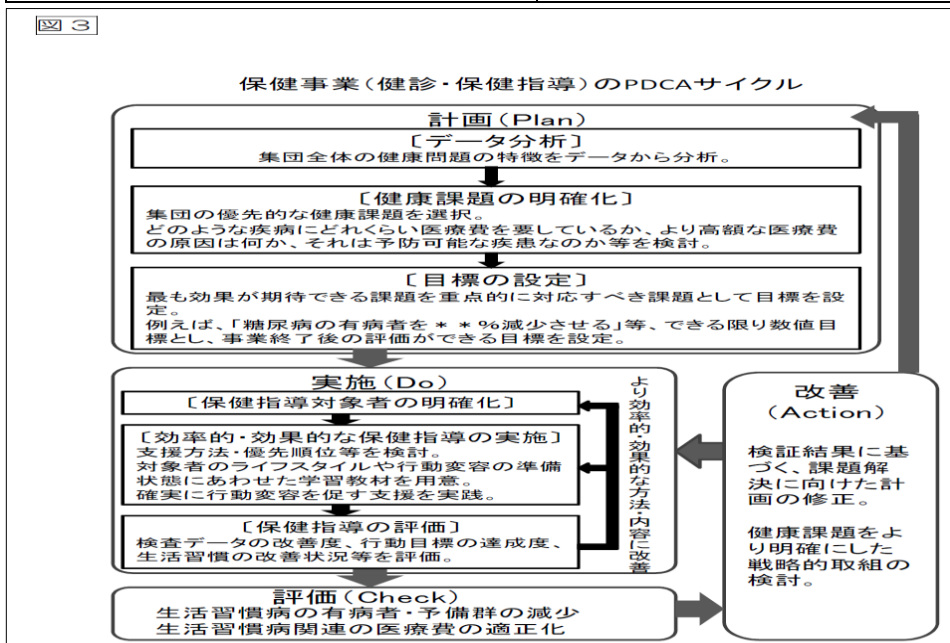 図 3
保健事業(健診・保健指導)のPDCAサイクル
計画(Plan)
[データ分析]
集団全体の健康問題の特徴をデータから分析。
[健康課題の明確化]
集団の優先的な健康課題を選択。
どのような疾病にどれくらい医療費を要しているか、より高額な医療費
の原因は何か、それは予防可能な疾患なのか等を検討。
[目標の設定]
最も効果が期待できる課題を重点的に対応すべき課題として目標を設
定。
例えば、「糖尿病の有病者を**%減少させる」等、できる限り数値目
標とし、事業終了後の評価ができる目標を設定。
実施(Do)
[保健指導対象者の明確化]
[効率的・効果的な保健指導の実施]
支援方法・優先順位等を検討。
対象者のライフスタイルや行動変容の準備
状態にあわせた学習教材を用意。
確実に行動変容を促す支援を実践。
[保健指導の評価]
検査データの改善度、行動目標の達成度、
生活習慣の改善状況等を評価。
より効率的・効果的な方法・内容に改善
評価(Check)
生活習慣病の有病者・予備群の減少
生活習慣病関連の医療費の適正化
改善
(Action)
検証結果に基
づく、課題解
決に向けた計
画の修正。
健康課題をよ
り明確にした
戦略的取組の
検討。